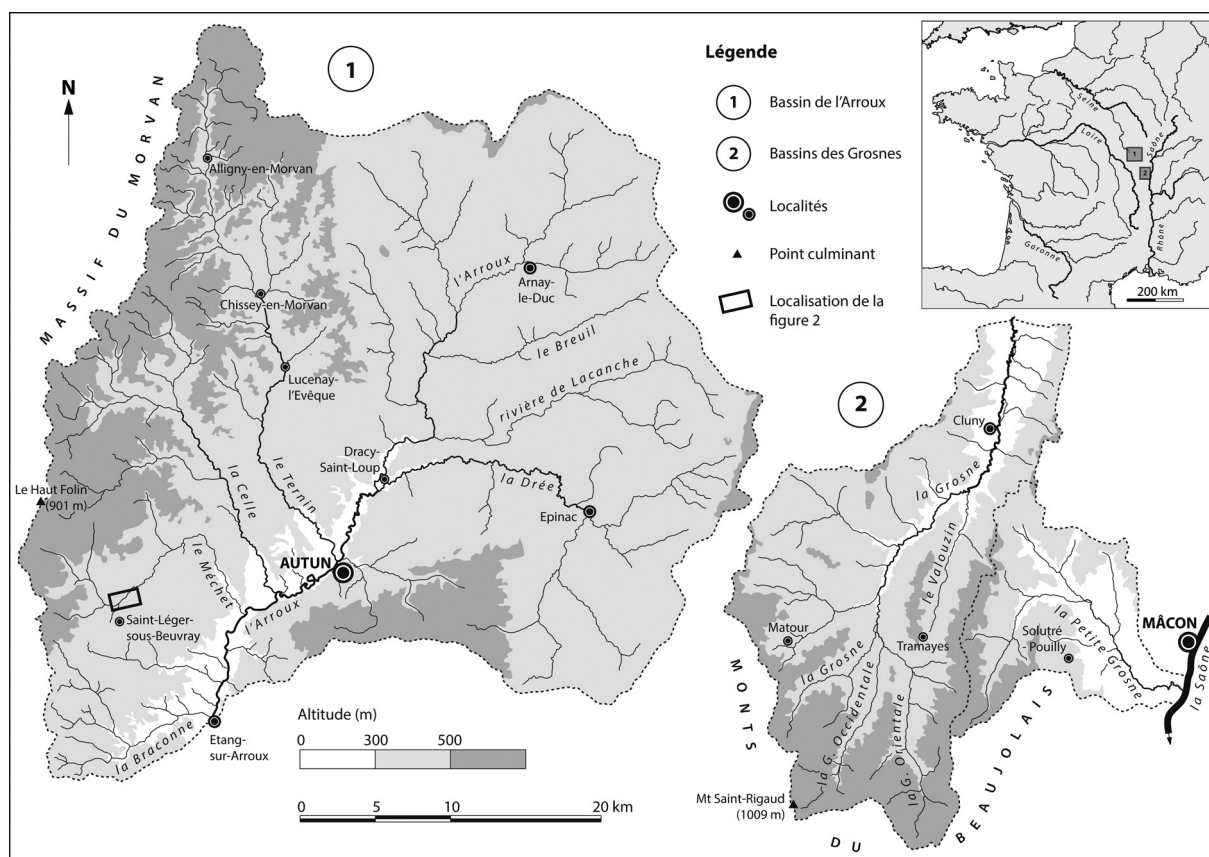 1
N
MASSIF DU MORVAN
Alligny-en-Morvan
Chissey-en-Morvan
Lucenay-
l'Evêque
l'Arroux
Arnay-
le-Duc
le Breuil
rivière de Lacanche
Dracy-
Saint-Loup
la Drée
Epinac
la Celle
le Ternin
Le Haut Folin
(901 m)
le Méchet
AUTUN
l'Arroux
Saint-Léger-
sous-Beuvray
la Braconne
Etang-
sur-Arroux
Altitude (m)
0 300 500
0 5 10 20 km
Légende
1 Bassin de l'Arroux
2 Bassins des Grosnes
Localités
Point culminant
Localisation de la
figure 2
Seine
Loire
Saône
1
2
Rhône
Garonne
200 km
2
Cluny
la Grosne
le Valouzin
Matour
Tramayes
la Grosne
la G. Occidentale
la G. Orientale
Solutré
- Pouilly
la Petite Grosne
MÂCON
la Saône
Mt Saint-Rigaud
(1009 m)
MONTS
DU
BEAUJOLAIS